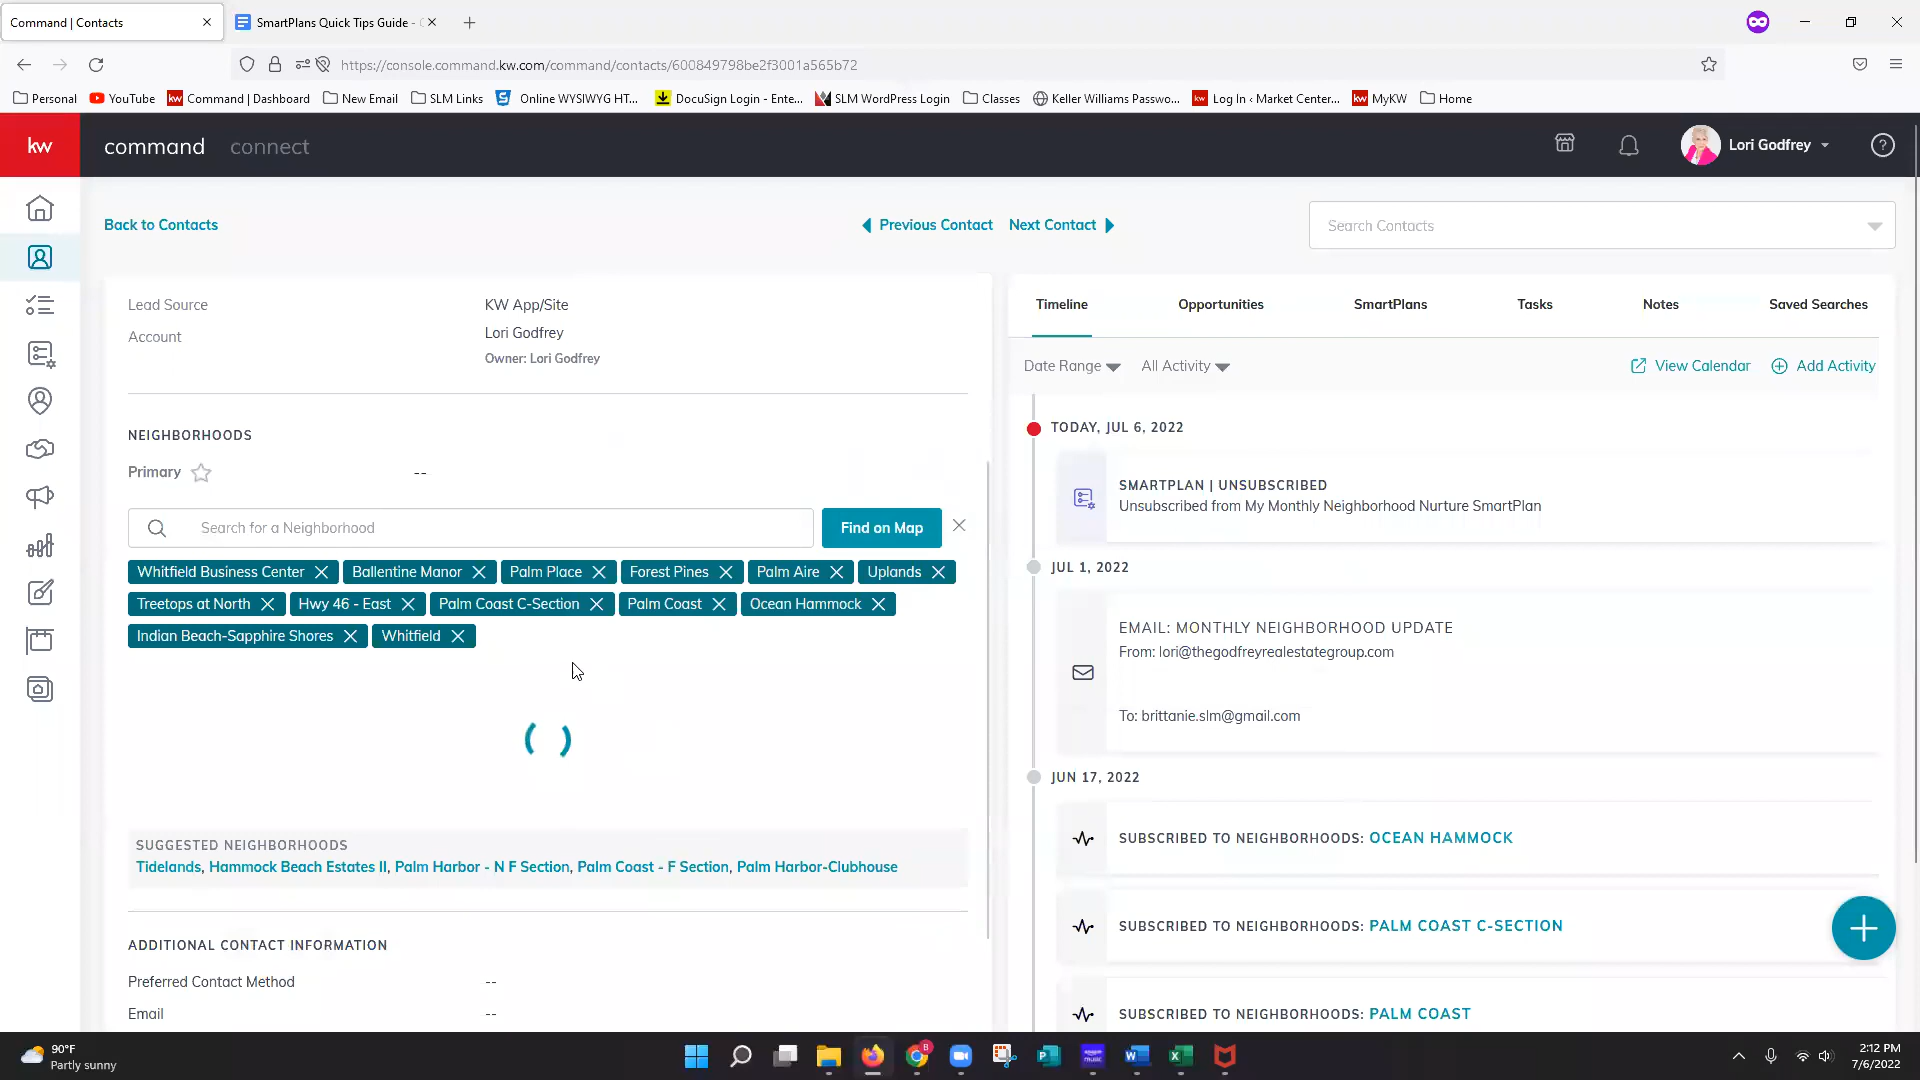 Command | Contacts
SmartPlans Quick Tips Guide -
https://console.command.kw.com/command/contacts/600849798be2f3001a565b72
Personal YouTube kw Command | Dashboard New Email SLM Links Online WYSIWYG HT... DocuSign Login - Ente... SLM WordPress Login Classes Keller Williams Passwo... kw Log In ‹ Market Center... kw MyKW Home
kw command connect Lori Godfrey ?
Back to Contacts Previous Contact Next Contact Search Contacts
Lead Source KW App/Site
Account Lori Godfrey
Owner: Lori Godfrey
NEIGHBORHOODS
Primary --
Search for a Neighborhood Find on Map
Whitfield Business Center Ballentine Manor Palm Place Forest Pines Palm Aire Uplands
Treetops at North Hwy 46 - East Palm Coast C-Section Palm Coast Ocean Hammock
Indian Beach-Sapphire Shores Whitfield
SUGGESTED NEIGHBORHOODS
Tidelands, Hammock Beach Estates II, Palm Harbor - N F Section, Palm Coast - F Section, Palm Harbor-Clubhouse
ADDITIONAL CONTACT INFORMATION
Preferred Contact Method --
Email --
Timeline Opportunities SmartPlans Tasks Notes Saved Searches
Date Range All Activity View Calendar Add Activity
TODAY, JUL 6, 2022
SMARTPLAN | UNSUBSCRIBED
Unsubscribed from My Monthly Neighborhood Nurture SmartPlan
JUL 1, 2022
EMAIL: MONTHLY NEIGHBORHOOD UPDATE
From: lori@thegodfreyrealestategroup.com
To: brittanie.slm@gmail.com
JUN 17, 2022
SUBSCRIBED TO NEIGHBORHOODS: OCEAN HAMMOCK
SUBSCRIBED TO NEIGHBORHOODS: PALM COAST C-SECTION
SUBSCRIBED TO NEIGHBORHOODS: PALM COAST
90°F
Partly sunny
2:12 PM
7/6/2022